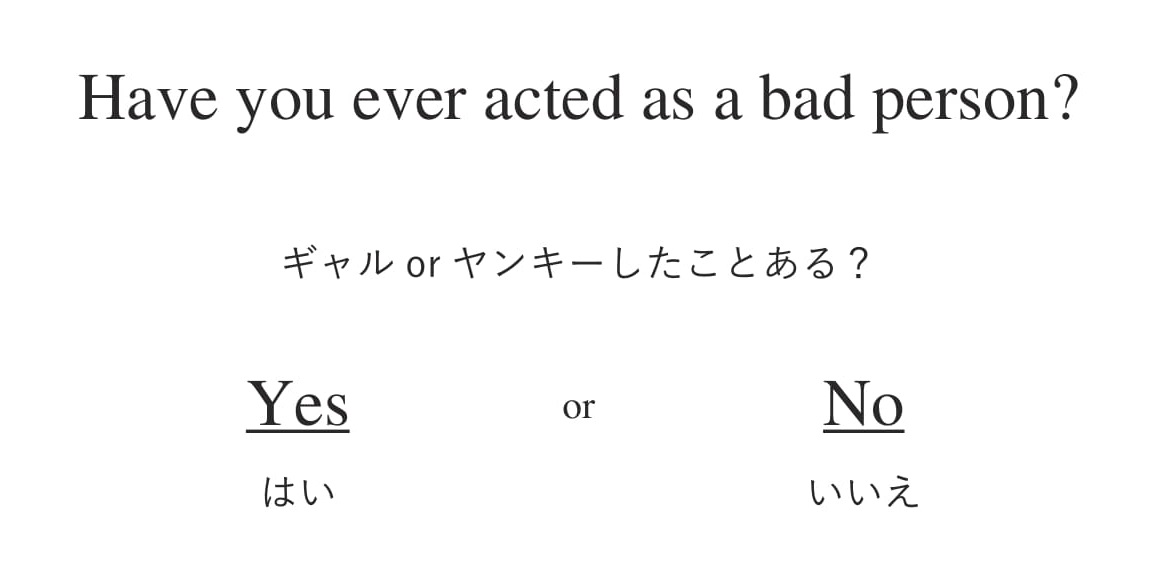 Have you ever acted as a bad person?
ギャル or ヤンキーしたことある？
Yes or No
はい いいえ